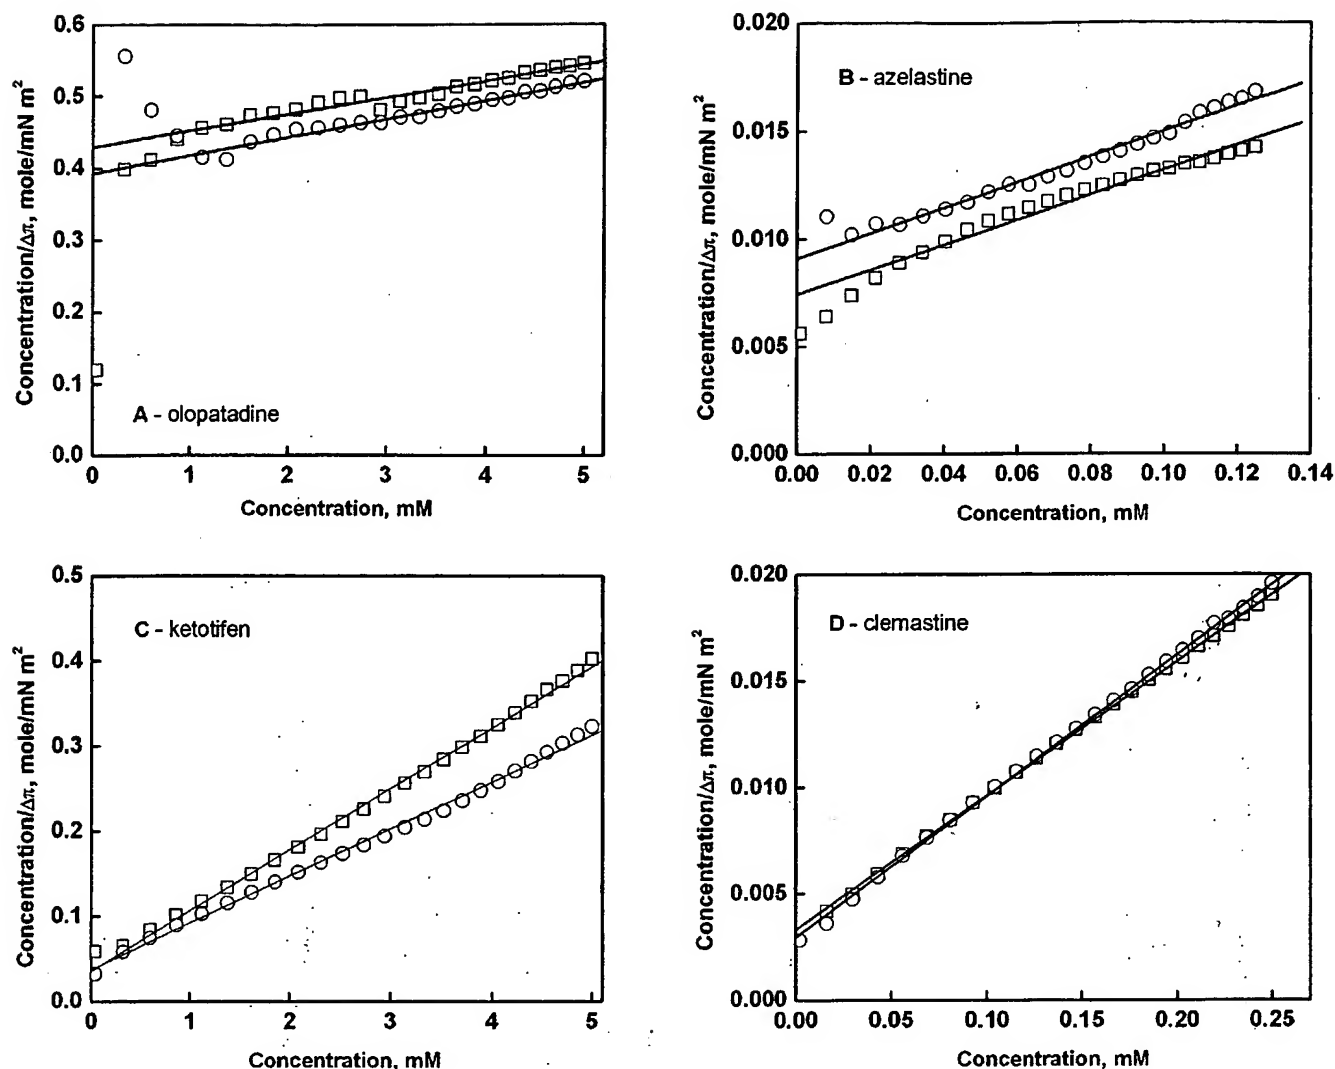 0.6
0.5
0.4
0.3
0.2
0.1
0.0
Concentration/Δπ, mole/mN m²
A - olopatadine
0 1 2 3 4 5
Concentration, mM
0.020
0.015
0.010
0.005
0.000
Concentration/Δπ, mole/mN m²
B - azelastine
0.00 0.02 0.04 0.06 0.08 0.10 0.12 0.14
Concentration, mM
0.5
0.4
0.3
0.2
0.1
0.0
Concentration/Δπ, mole/mN m²
C - ketotifen
0 1 2 3 4 5
Concentration, mM
0.020
0.015
0.010
0.005
0.000
Concentration/Δπ, mole/mN m²
D - clemastine
0.00 0.05 0.10 0.15 0.20 0.25
Concentration, mM